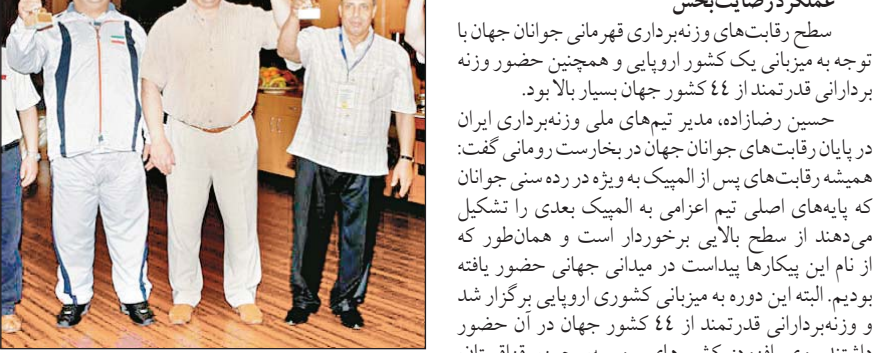 عملکرد رضایت‌بخش
سطح رقابت‌های وزنه‌برداری قهرمانی جوانان جهان با
توجه به میزبانی یک کشور اروپایی و همچنین حضور وزنه
بردارانی قدرتمند از ٤٤ کشور جهان بسیار بالا بود.
حسین رضازاده، مدیر تیم‌های ملی وزنه‌برداری ایران
در پایان رقابت‌های جوانان جهان در بخارست رومانی گفت:
همیشه رقابت‌های پس از المپیک به ویژه در رده سنی جوانان
که پایه‌های اصلی تیم اعزامی به المپیک بعدی را تشکیل
می‌دهند از سطح بالایی برخوردار است و همان‌طور که
از نام این پیکارها پیداست در میدانی جهانی حضور یافته
بودیم. البته این دوره به میزبانی کشوری اروپایی برگزار شد
و وزنه‌بردارانی قدرتمند از ٤٤ کشور جهان در آن حضور